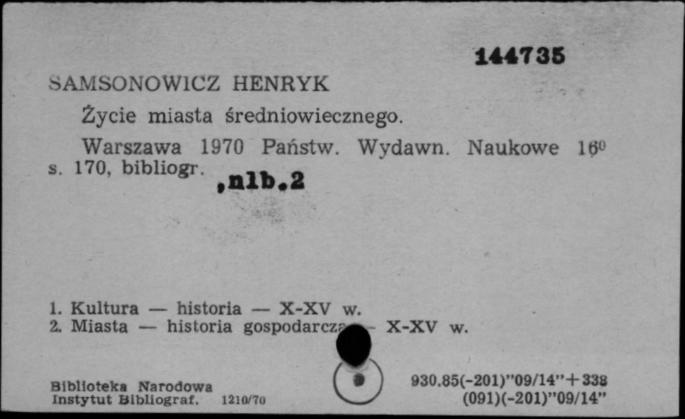 144735
SAMSONOWICZ HENRYK
Życie miasta średniowiecznego.
Warszawa 1970 Państw. Wydawn. Naukowe 16⁰
s. 170, bibliogr. ,nlb.2
1. Kultura — historia — X-XV w.
2. Miasta — historia gospodarcza — X-XV w.
Biblioteka Narodowa 930.85(-201)"09/14"+338
Instytut Bibliograf. 1210/70 (091)(-201)"09/14"